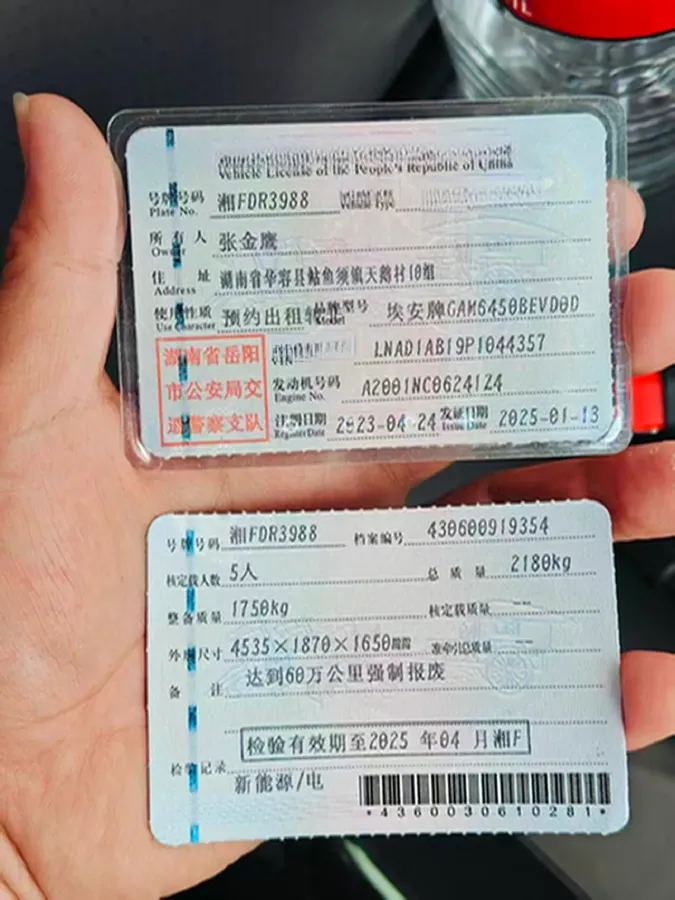 Vehicle License of the People's Republic of China
号牌号码 湘FDR3988
Plate No.
所有人 张金鹰
Owner
住址 湖南省华容县鲇鱼须镇天鹅村10组
Address
使用性质 预约出租 品牌型号 埃安牌GAM6450BEVD0D
Use Character Model
湖南省岳阳
市公安局交
通警察支队
LNAD1AB19P1044357
发动机号码 A2001NC0624124
Engine No.
注册日期 2023-04-24 发证日期 2025-01-13
Register Date Issue Date
号牌号码 湘FDR3988 档案编号 430600919354
核定载人数 5人 总质量 2180kg
整备质量 1750kg 核定载质量 --
外廓尺寸 4535×1870×1650 准牵引总质量 --
备注 达到60万公里强制报废
检验有效期至2025 年04 月湘F
检验记录
新能源/电
*4360030610281*